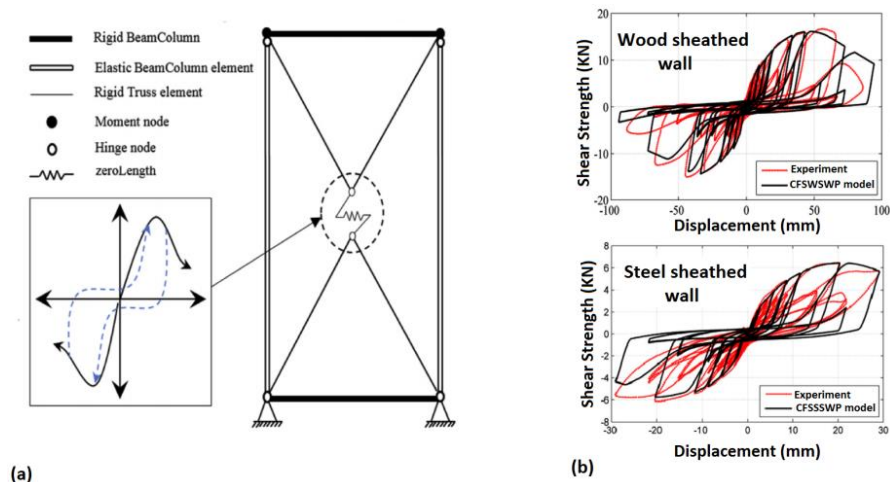 Rigid BeamColumn
Elastic BeamColumn element
Rigid Truss element
Moment node
Hinge node
zeroLength
(a)
20
10
0
-10
20
Shear Strength (KN)
Wood sheathed
wall
Experiment
CFSWSWP model
-100
-50
0
50
100
Displacement (mm)
8
6
4
2
0
-2
-4
-6
-8
Shear Strength (KN)
Steel sheathed
wall
Experiment
CFSSSWP model
-30
-20
-10
0
10
20
30
Displacement (mm)
(b)